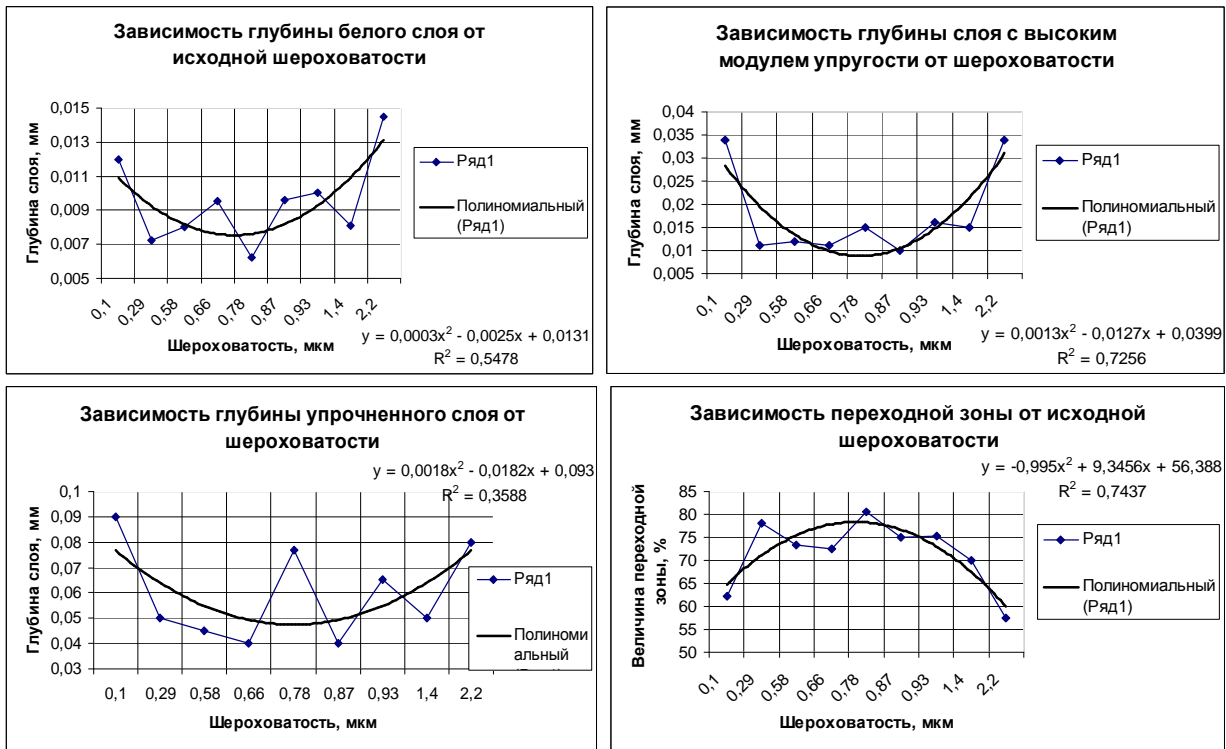 Зависимость глубины белого слоя от
исходной шероховатости
Глубина слоя, мм
0,015
0,013
0,011
0,009
0,007
0,005
0,1 0,29 0,58 0,66 0,78 0,87 0,93 1,4 2,2
Шероховатость, мкм
y = 0,0003x² - 0,0025x + 0,0131
R² = 0,5478
Ряд1
Полиномиальный
(Ряд1)
Зависимость глубины слоя с высоким
модулем упругости от шероховатости
Глубина слоя, мм
0,04
0,035
0,03
0,025
0,02
0,015
0,01
0,005
0,1 0,29 0,58 0,66 0,78 0,87 0,93 1,4 2,2
Шероховатость, мкм
y = 0,0013x² - 0,0127x + 0,0399
R² = 0,7256
Ряд1
Полиномиальный
(Ряд1)
Зависимость глубины упрочненного слоя от
шероховатости
y = 0,0018x² - 0,0182x + 0,093
R² = 0,3588
Глубина слоя, мм
0,1
0,09
0,08
0,07
0,06
0,05
0,04
0,03
0,1 0,29 0,58 0,66 0,78 0,87 0,93 1,4 2,2
Шероховатость, мкм
Ряд1
Полиноми
альный
Зависимость переходной зоны от исходной
шероховатости
y = -0,995x² + 9,3456x + 56,388
R² = 0,7437
Величина переходной
зоны, %
85
80
75
70
65
60
55
50
0,1 0,29 0,58 0,66 0,78 0,87 0,93 1,4 2,2
Шероховатость, мкм
Ряд1
Полиномиальный
(Ряд1)